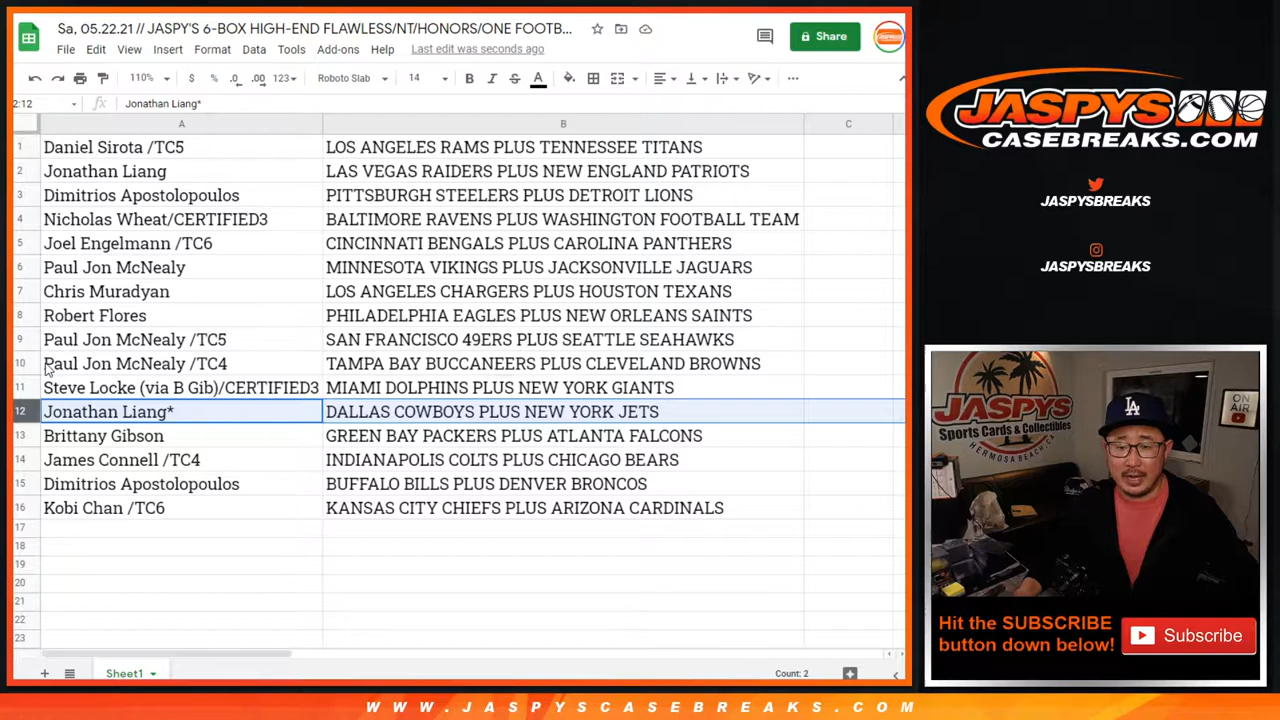 Sa, 05.22.21 // JASPY'S 6-BOX HIGH-END FLAWLESS/NT/HONORS/ONE FOOTB...
Share
File Edit View Insert Format Data Tools Add-ons Help Last edit was seconds ago
110% $ % .0 .00 123 Roboto Slab 14 B I S A
2:12 fx Jonathan Liang*
A B C
1 Daniel Sirota /TC5 LOS ANGELES RAMS PLUS TENNESSEE TITANS
2 Jonathan Liang LAS VEGAS RAIDERS PLUS NEW ENGLAND PATRIOTS
3 Dimitrios Apostolopoulos PITTSBURGH STEELERS PLUS DETROIT LIONS
4 Nicholas Wheat/CERTIFIED3 BALTIMORE RAVENS PLUS WASHINGTON FOOTBALL TEAM
5 Joel Engelmann /TC6 CINCINNATI BENGALS PLUS CAROLINA PANTHERS
6 Paul Jon McNealy MINNESOTA VIKINGS PLUS JACKSONVILLE JAGUARS
7 Chris Muradyan LOS ANGELES CHARGERS PLUS HOUSTON TEXANS
8 Robert Flores PHILADELPHIA EAGLES PLUS NEW ORLEANS SAINTS
9 Paul Jon McNealy /TC5 SAN FRANCISCO 49ERS PLUS SEATTLE SEAHAWKS
10 Paul Jon McNealy /TC4 TAMPA BAY BUCCANEERS PLUS CLEVELAND BROWNS
11 Steve Locke (via B Gib)/CERTIFIED3 MIAMI DOLPHINS PLUS NEW YORK GIANTS
12 Jonathan Liang* DALLAS COWBOYS PLUS NEW YORK JETS
13 Brittany Gibson GREEN BAY PACKERS PLUS ATLANTA FALCONS
14 James Connell /TC4 INDIANAPOLIS COLTS PLUS CHICAGO BEARS
15 Dimitrios Apostolopoulos BUFFALO BILLS PLUS DENVER BRONCOS
16 Kobi Chan /TC6 KANSAS CITY CHIEFS PLUS ARIZONA CARDINALS
17
18
19
20
21
22
23
Sheet1 Count: 2
JASPYS
CASEBREAKS.COM
JASPYSBREAKS
JASPYSBREAKS
JASPYS
Sports Cards & Collectibles
HERMOSA BEACH, CA
ON AIR
LA
Hit the SUBSCRIBE
button down below!
Subscribe
WWW.JASPYSCASEBREAKS.COM